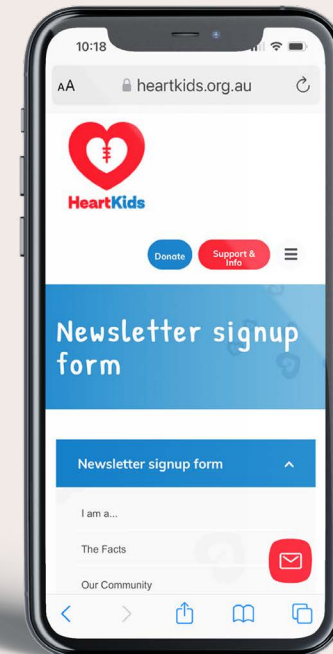 10:18
AA heartkids.org.au
HeartKids
Donate
Support &
Info
Newsletter signup
form
Newsletter signup form
I am a...
The Facts
Our Community